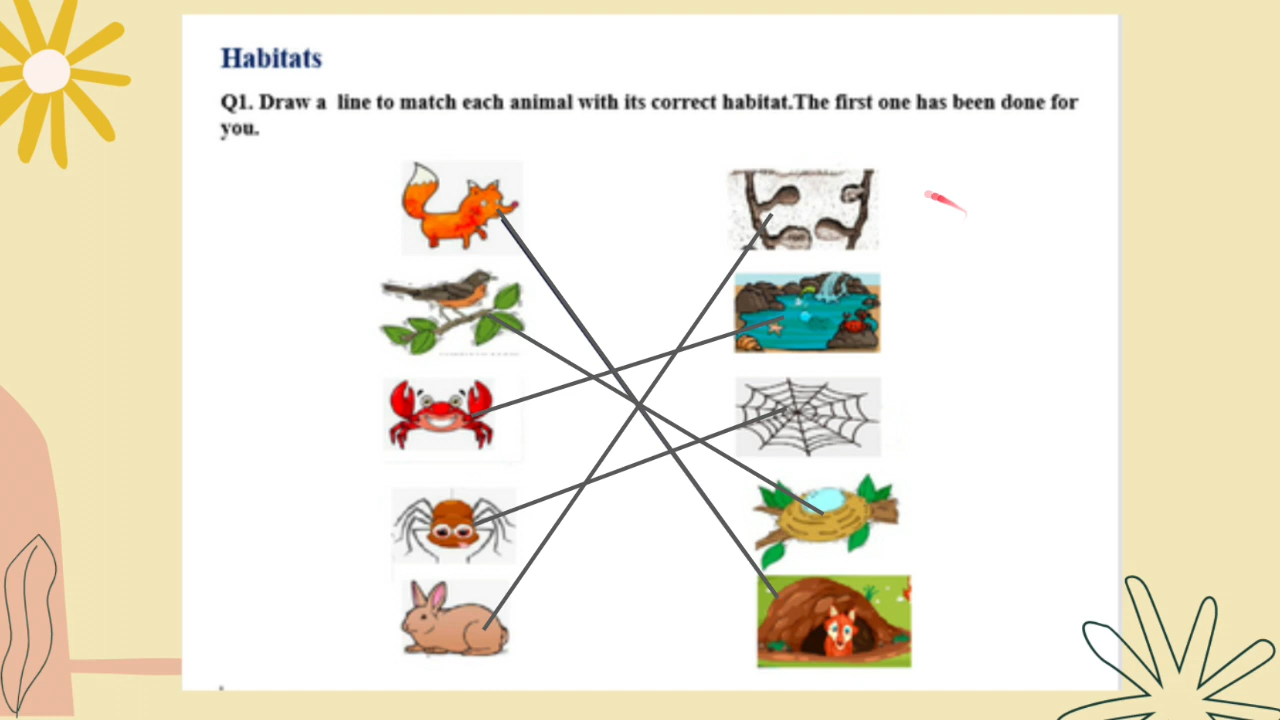 Habitats
Q1. Draw a line to match each animal with its correct habitat.The first one has been done for
you.